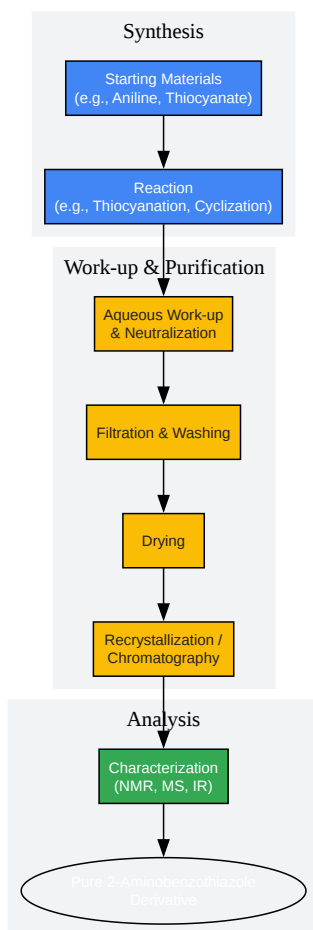 Synthesis
Starting Materials
(e.g., Aniline, Thiocyanate)
Reaction
(e.g., Thiocyanation, Cyclization)
Work-up & Purification
Aqueous Work-up
& Neutralization
Filtration & Washing
Drying
Recrystallization /
Chromatography
Analysis
Characterization
(NMR, MS, IR)
Pure 2-Aminobenzothiazole
Derivative